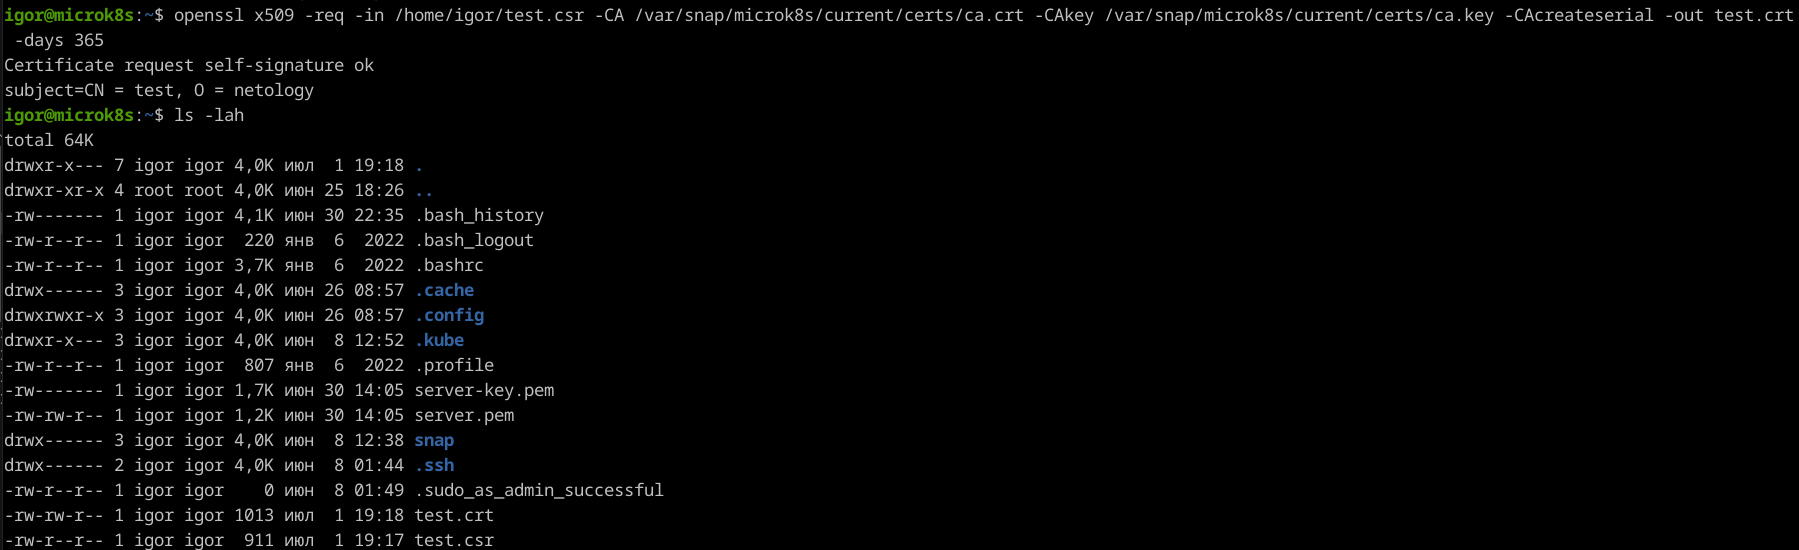 igor@microk8s:~$ openssl x509 -req -in /home/igor/test.csr -CA /var/snap/microk8s/current/certs/ca.crt -CAkey /var/snap/microk8s/current/certs/ca.key -CAcreateserial -out test.crt
 -days 365
Certificate request self-signature ok
subject=CN = test, O = netology
igor@microk8s:~$ ls -lah
total 64K
drwxr-x--- 7 igor igor 4,0K июл  1 19:18 .
drwxr-xr-x 4 root root 4,0K июн 25 18:26 ..
-rw------- 1 igor igor 4,1K июн 30 22:35 .bash_history
-rw-r--r-- 1 igor igor  220 янв  6  2022 .bash_logout
-rw-r--r-- 1 igor igor 3,7K янв  6  2022 .bashrc
drwx------ 3 igor igor 4,0K июн 26 08:57 .cache
drwxrwxr-x 3 igor igor 4,0K июн 26 08:57 .config
drwxr-x--- 3 igor igor 4,0K июн  8 12:52 .kube
-rw-r--r-- 1 igor igor  807 янв  6  2022 .profile
-rw------- 1 igor igor 1,7K июн 30 14:05 server-key.pem
-rw-rw-r-- 1 igor igor 1,2K июн 30 14:05 server.pem
drwx------ 3 igor igor 4,0K июн  8 12:38 snap
drwx------ 2 igor igor 4,0K июн  8 01:44 .ssh
-rw-r--r-- 1 igor igor    0 июн  8 01:49 .sudo_as_admin_successful
-rw-rw-r-- 1 igor igor 1013 июл  1 19:18 test.crt
-rw-r--r-- 1 igor igor  911 июл  1 19:17 test.csr